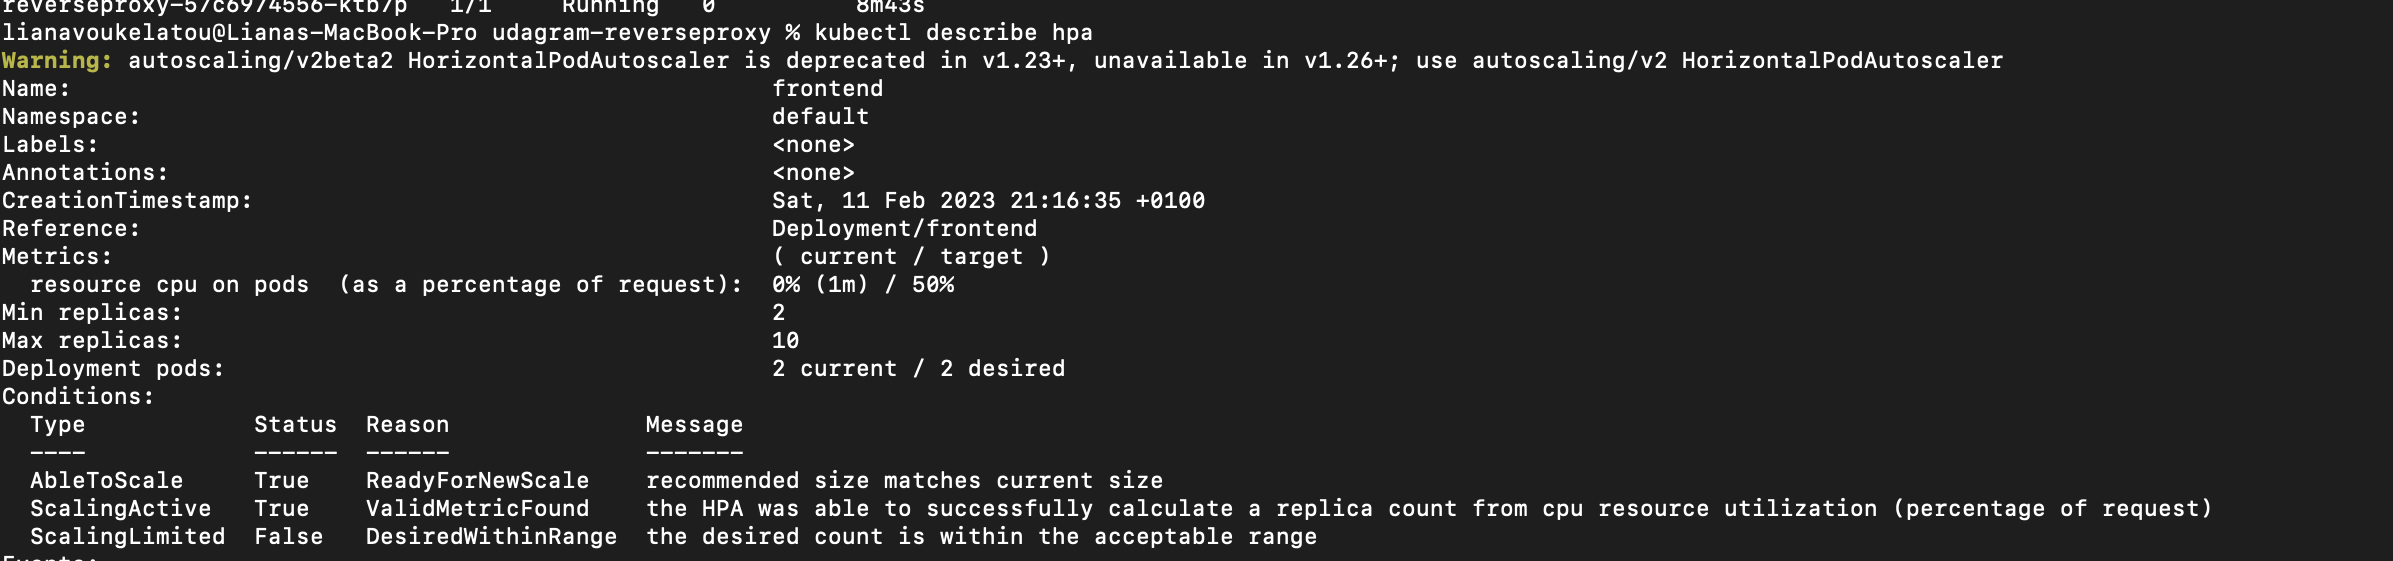 reverseproxy-57c6974556-ktb7p   1/1     Running   0          8m43s
lianavoukelatou@Lianas-MacBook-Pro udagram-reverseproxy % kubectl describe hpa
Warning: autoscaling/v2beta2 HorizontalPodAutoscaler is deprecated in v1.23+, unavailable in v1.26+; use autoscaling/v2 HorizontalPodAutoscaler
Name:                                                  frontend
Namespace:                                             default
Labels:                                                <none>
Annotations:                                           <none>
CreationTimestamp:                                     Sat, 11 Feb 2023 21:16:35 +0100
Reference:                                             Deployment/frontend
Metrics:                                               ( current / target )
  resource cpu on pods  (as a percentage of request):  0% (1m) / 50%
Min replicas:                                          2
Max replicas:                                          10
Deployment pods:                                       2 current / 2 desired
Conditions:
  Type            Status  Reason              Message
  ----            ------  ------              -------
  AbleToScale     True    ReadyForNewScale    recommended size matches current size
  ScalingActive   True    ValidMetricFound    the HPA was able to successfully calculate a replica count from cpu resource utilization (percentage of request)
  ScalingLimited  False   DesiredWithinRange  the desired count is within the acceptable range
Events: